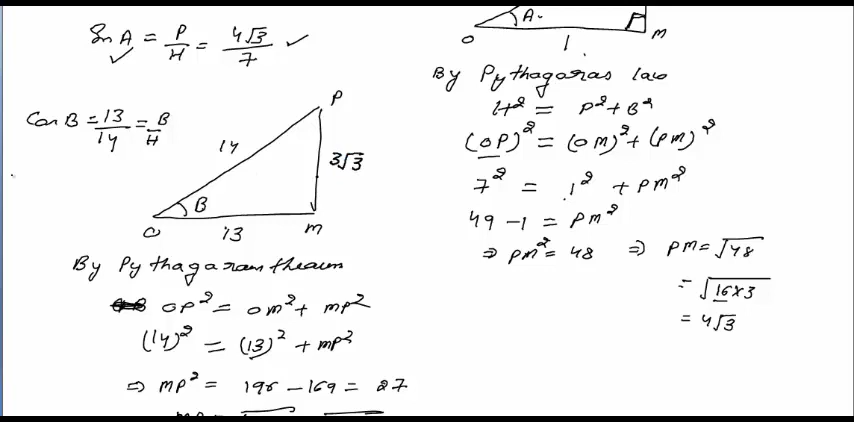 Sin A = P/H = 4√3/7 ✓
Cos B = 13/14 = B/H
P
14
3√3
B
O
13
M
By Pythagoras theorem
OP² = OM² + MP²
(14)² = (13)² + MP²
⇒ MP² = 196 - 169 = 27
A
O
1
M
By Pythagoras law
H² = P² + B²
(OP)² = (OM)² + (PM)²
7² = 1² + PM²
49 - 1 = PM²
⇒ PM² = 48 ⇒ PM = √48
= √16×3
= 4√3